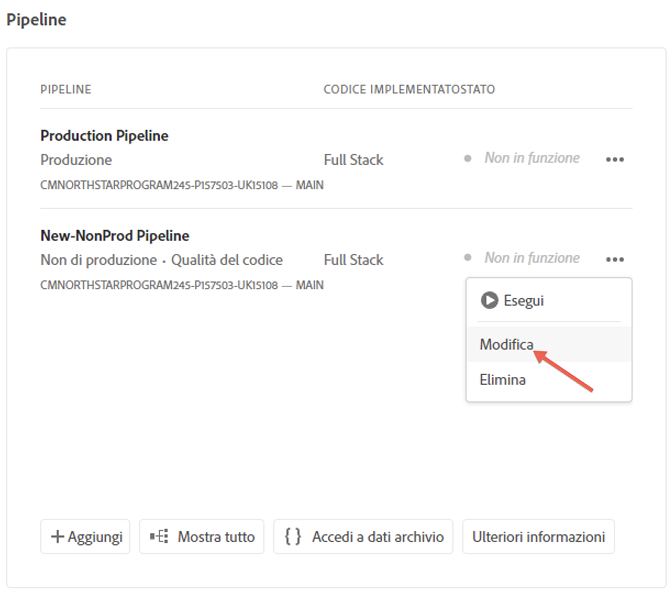 Pipeline
PIPELINE CODICE IMPLEMENTATOSTATO
Production Pipeline
Produzione Full Stack Non in funzione
CMNORTHSTARPROGRAM245-P157503-UK15108 — MAIN
New-NonProd Pipeline
Non di produzione · Qualità del codice Full Stack Non in funzione
CMNORTHSTARPROGRAM245-P157503-UK15108 — MAIN
Esegui
Modifica
Elimina
Aggiungi Mostra tutto {} Accedi a dati archivio Ulteriori informazioni